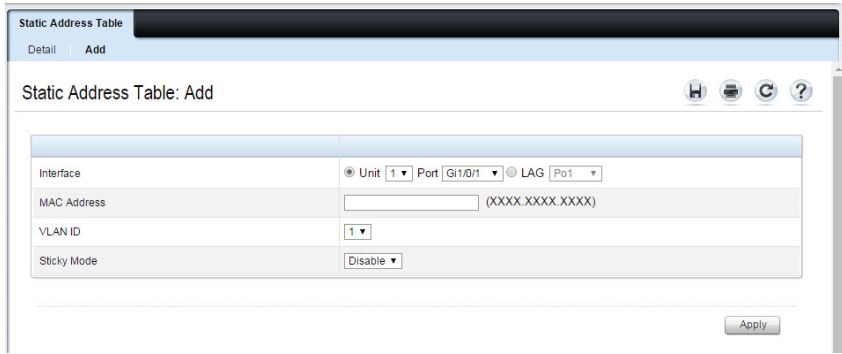 Static Address Table
Detail Add
Static Address Table: Add
Interface Unit 1 Port Gi1/0/1 LAG Po1
MAC Address (XXXX.XXXX.XXXX)
VLAN ID 1
Sticky Mode Disable
Apply